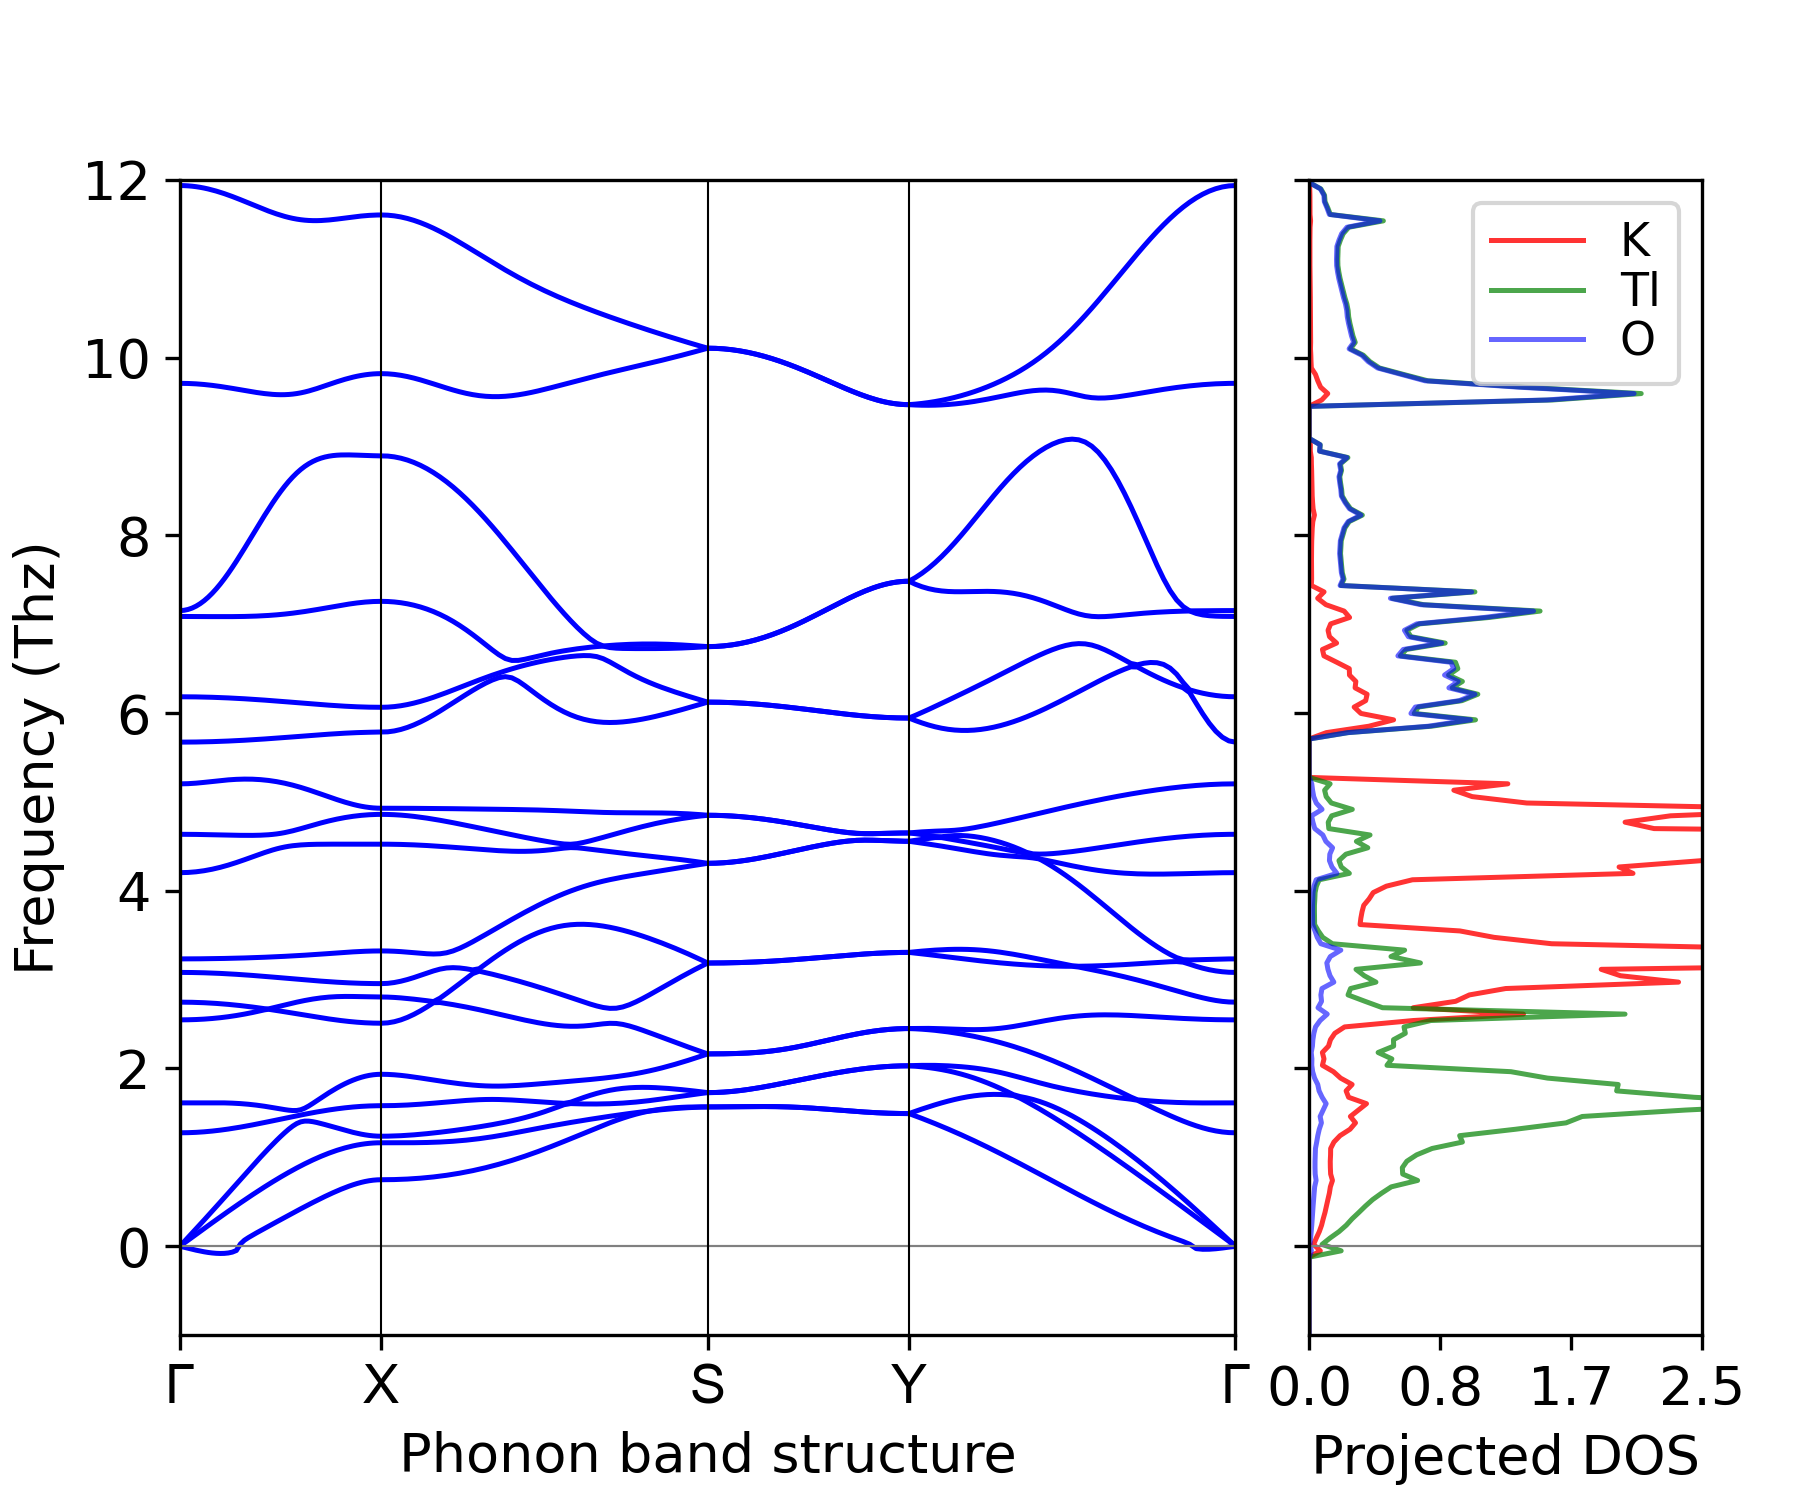 12
10
8
6
4
2
0
Frequency (Thz)
Γ X S Y Γ
Phonon band structure
K
Tl
O
0.0 0.8 1.7 2.5
Projected DOS